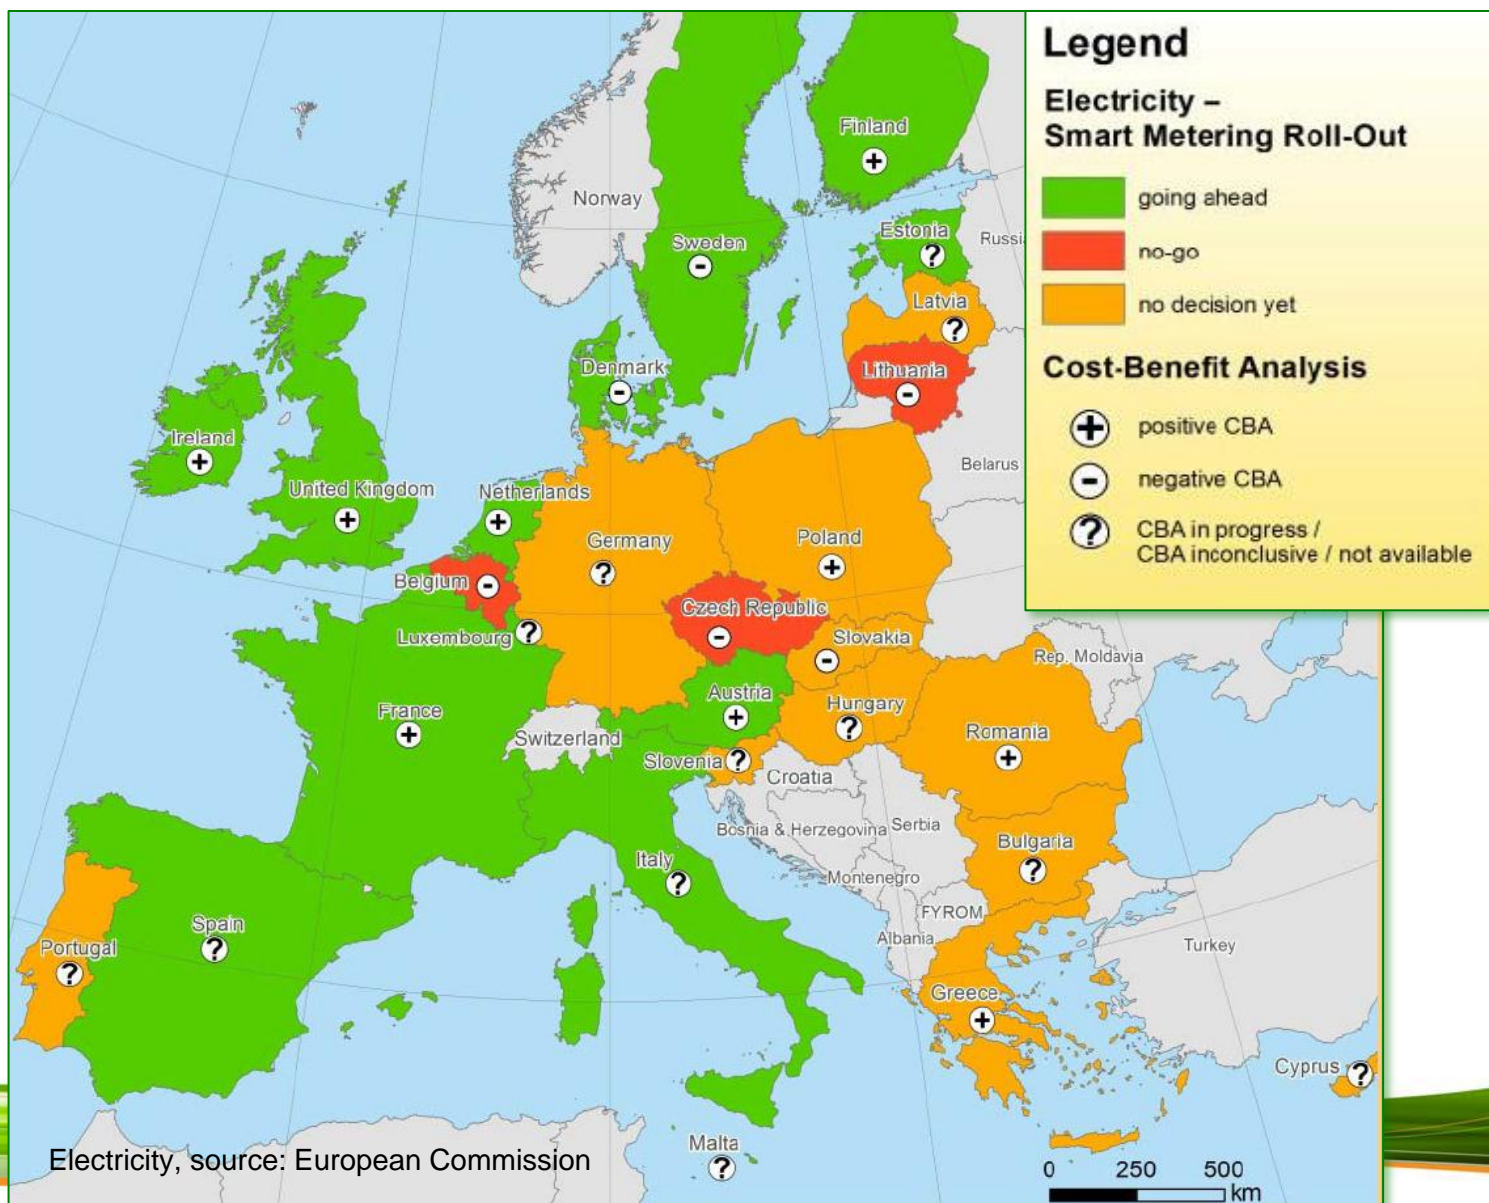 Legend
Electricity –
Smart Metering Roll-Out
going ahead
no-go
no decision yet
Cost-Benefit Analysis
+ positive CBA
- negative CBA
? CBA in progress /
CBA inconclusive / not available
Finland
+
Norway
Sweden
-
Estonia
?
Russia
Latvia
?
Denmark
-
Lithuania
-
Ireland
+
United Kingdom
+
Netherlands
+
Belarus
Germany
?
Poland
+
Belgium
-
Czech Republic
-
Luxembourg
?
Slovakia
-
Rep. Moldavia
Austria
+
Hungary
?
France
+
Switzerland
Romania
+
Slovenia
?
Croatia
Bosnia & Herzegovina
Serbia
Bulgaria
?
Italy
?
Montenegro
FYROM
Albania
Spain
?
Portugal
?
Turkey
Greece
+
Cyprus
?
Malta
?
Electricity, source: European Commission
0 250 500
km